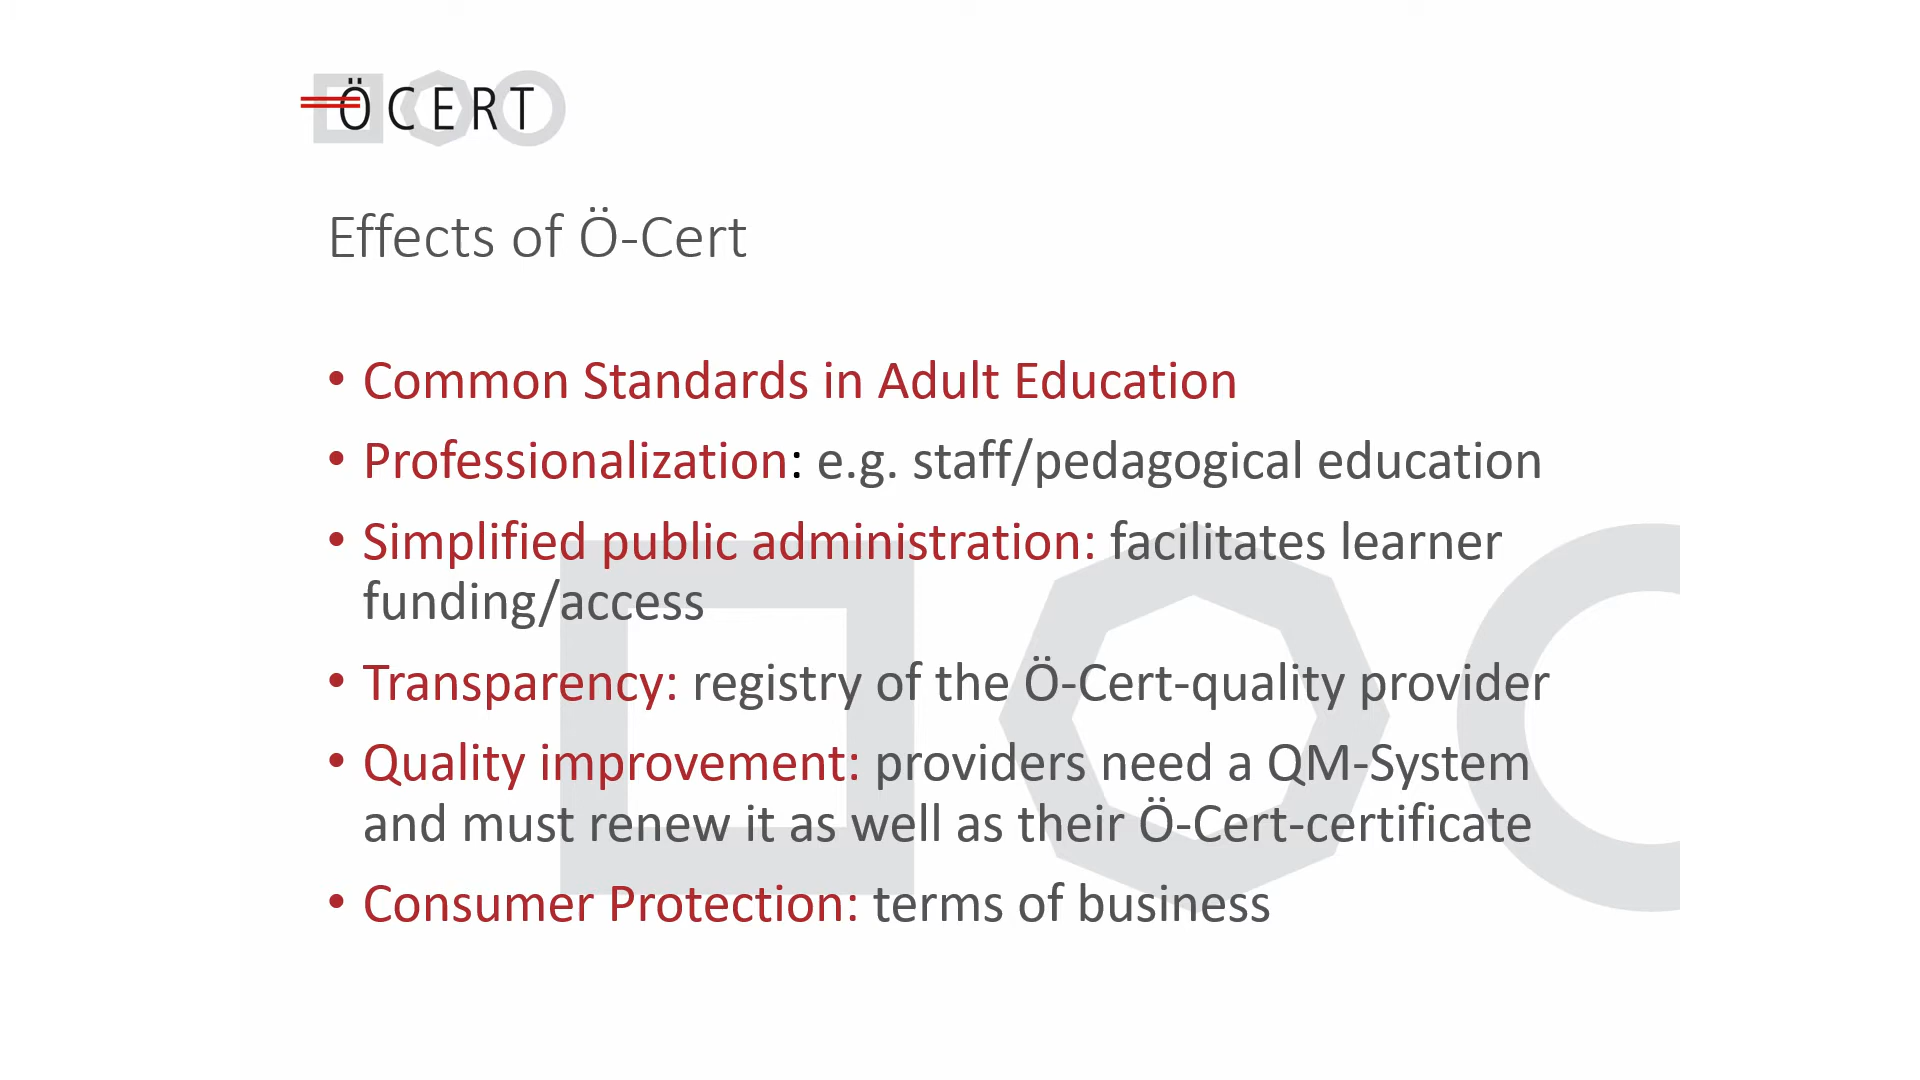 ÖCERT
Effects of Ö-Cert
• Common Standards in Adult Education
• Professionalization: e.g. staff/pedagogical education
• Simplified public administration: facilitates learner
funding/access
• Transparency: registry of the Ö-Cert-quality provider
• Quality improvement: providers need a QM-System
and must renew it as well as their Ö-Cert-certificate
• Consumer Protection: terms of business